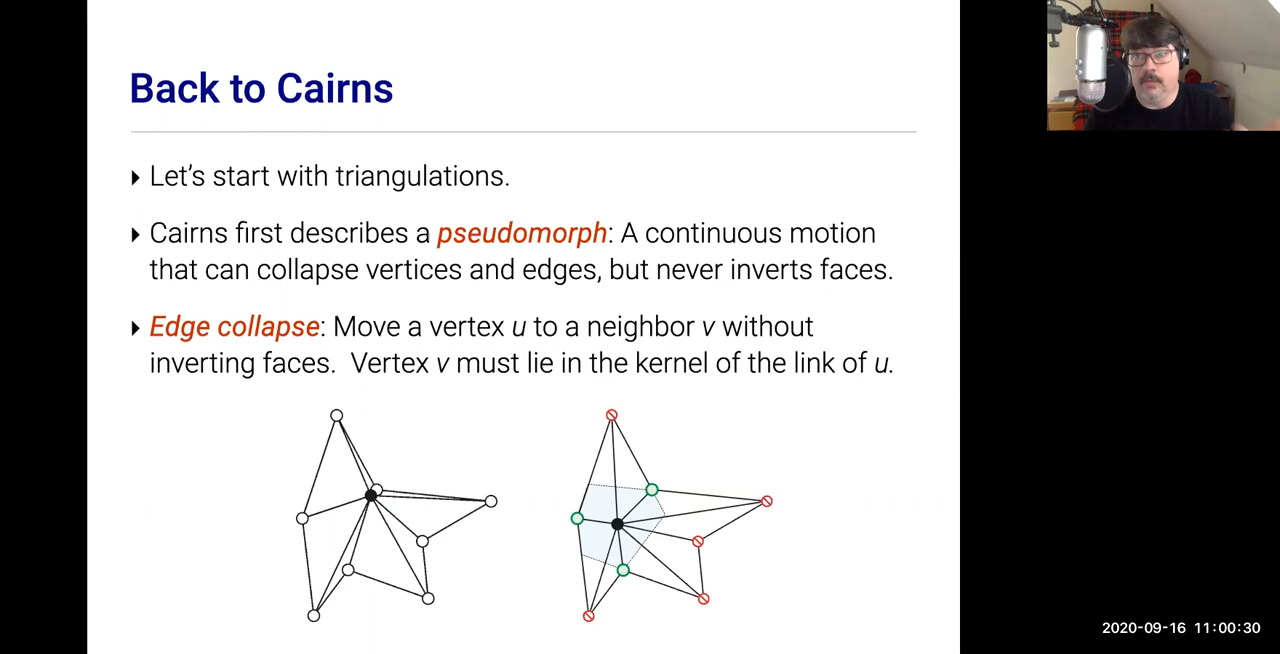 Back to Cairns
Let’s start with triangulations.
Cairns first describes a pseudomorph: A continuous motion
that can collapse vertices and edges, but never inverts faces.
Edge collapse: Move a vertex u to a neighbor v without
inverting faces.  Vertex v must lie in the kernel of the link of u.
2020-09-16 11:00:30